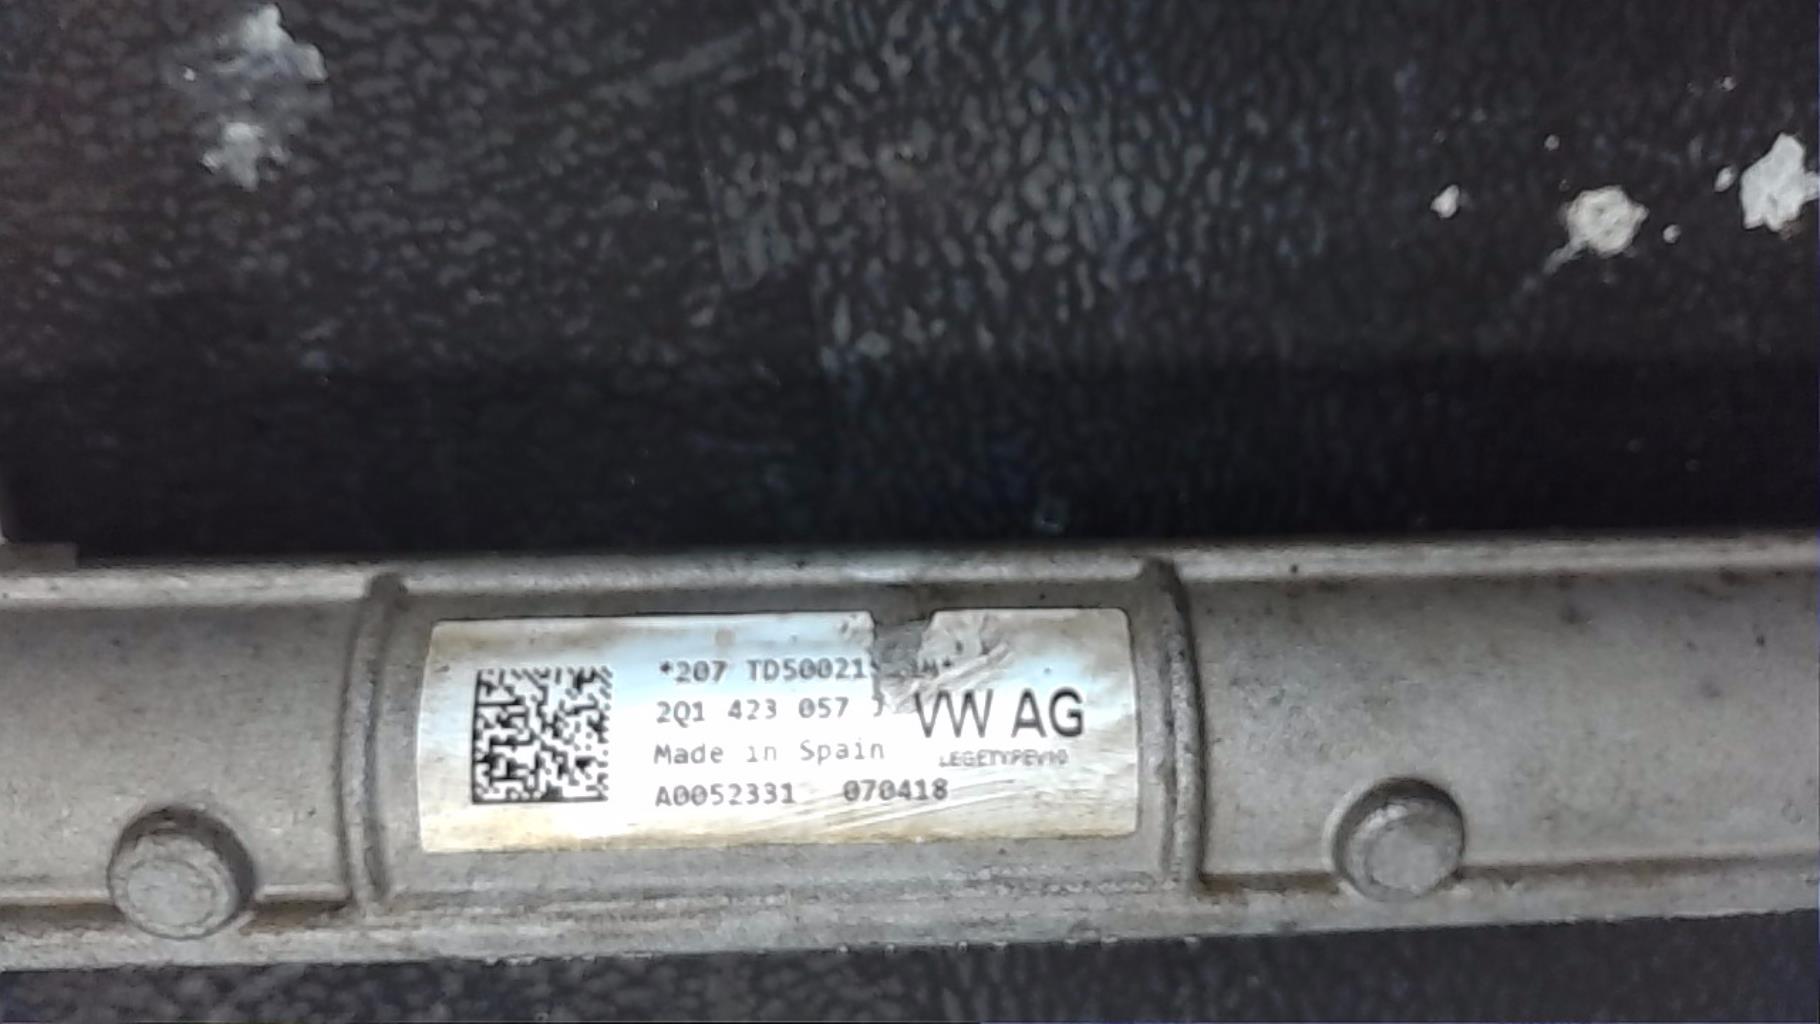 *207 TD50021
2Q1 423 057 J
VW AG
Made in Spain
A0052331 070418